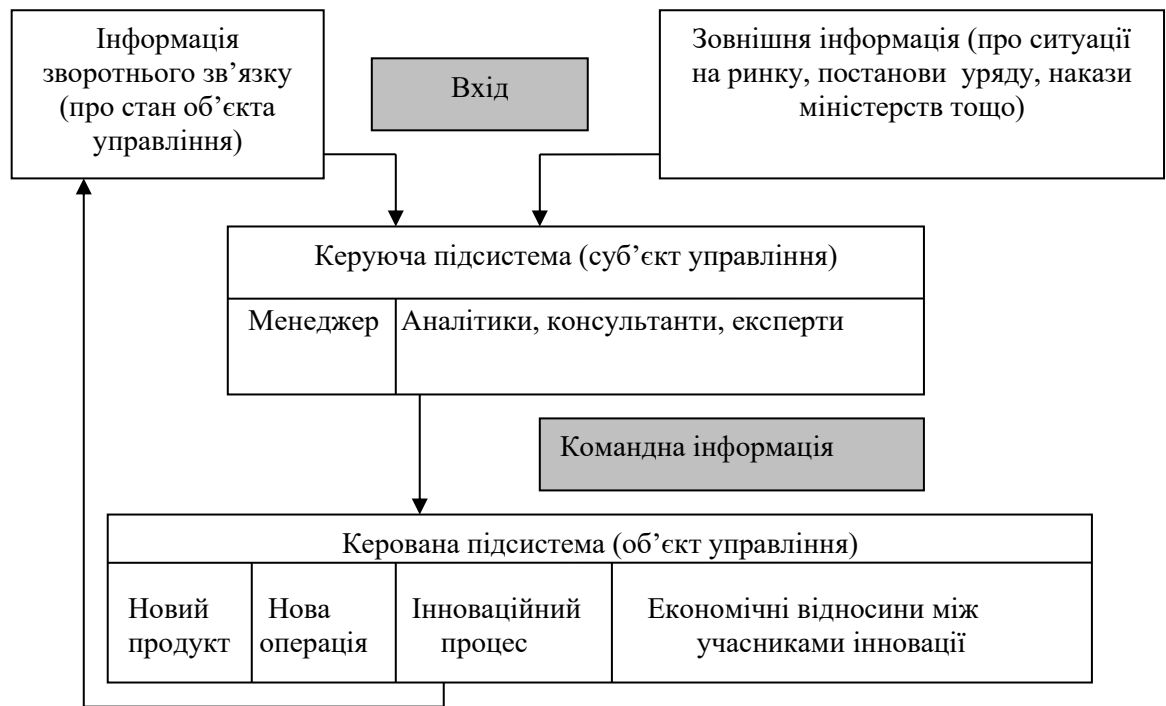 Інформація
зворотнього зв’язку
(про стан об’єкта
управління)
Вхід
Зовнішня інформація (про ситуації
на ринку, постанови уряду, накази
міністерств тощо)
Керуюча підсистема (суб’єкт управління)
Менеджер
Аналітики, консультанти, експерти
Командна інформація
Керована підсистема (об’єкт управління)
Новий
продукт
Нова
операція
Інноваційний
процес
Економічні відносини між
учасниками інновації